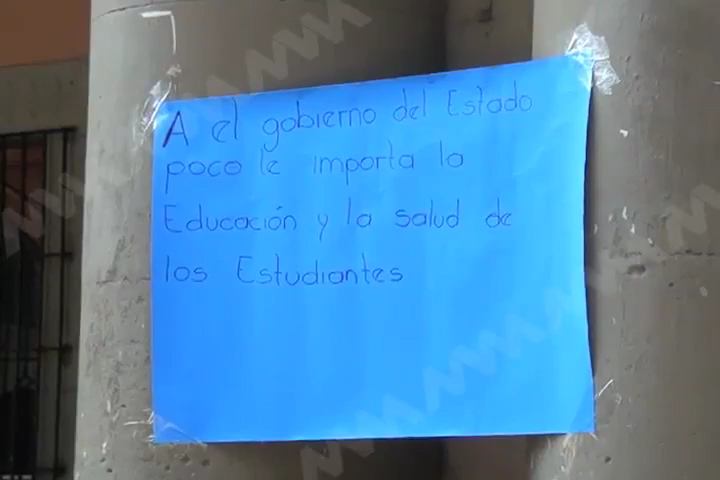 A el gobierno del Estado
poco le importa la
Educación y la salud de
los Estudiantes